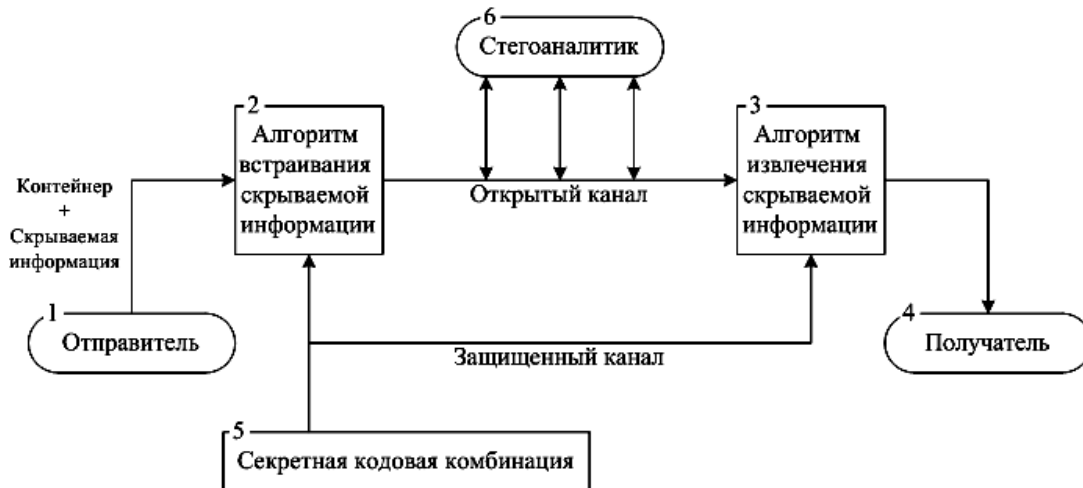 6
Стегоаналитик
2
Алгоритм
встраивания
скрываемой
информации
3
Алгоритм
извлечения
скрываемой
информации
Контейнер
+
Скрываемая
информация
Открытый канал
1
Отправитель
4
Получатель
Защищенный канал
5
Секретная кодовая комбинация